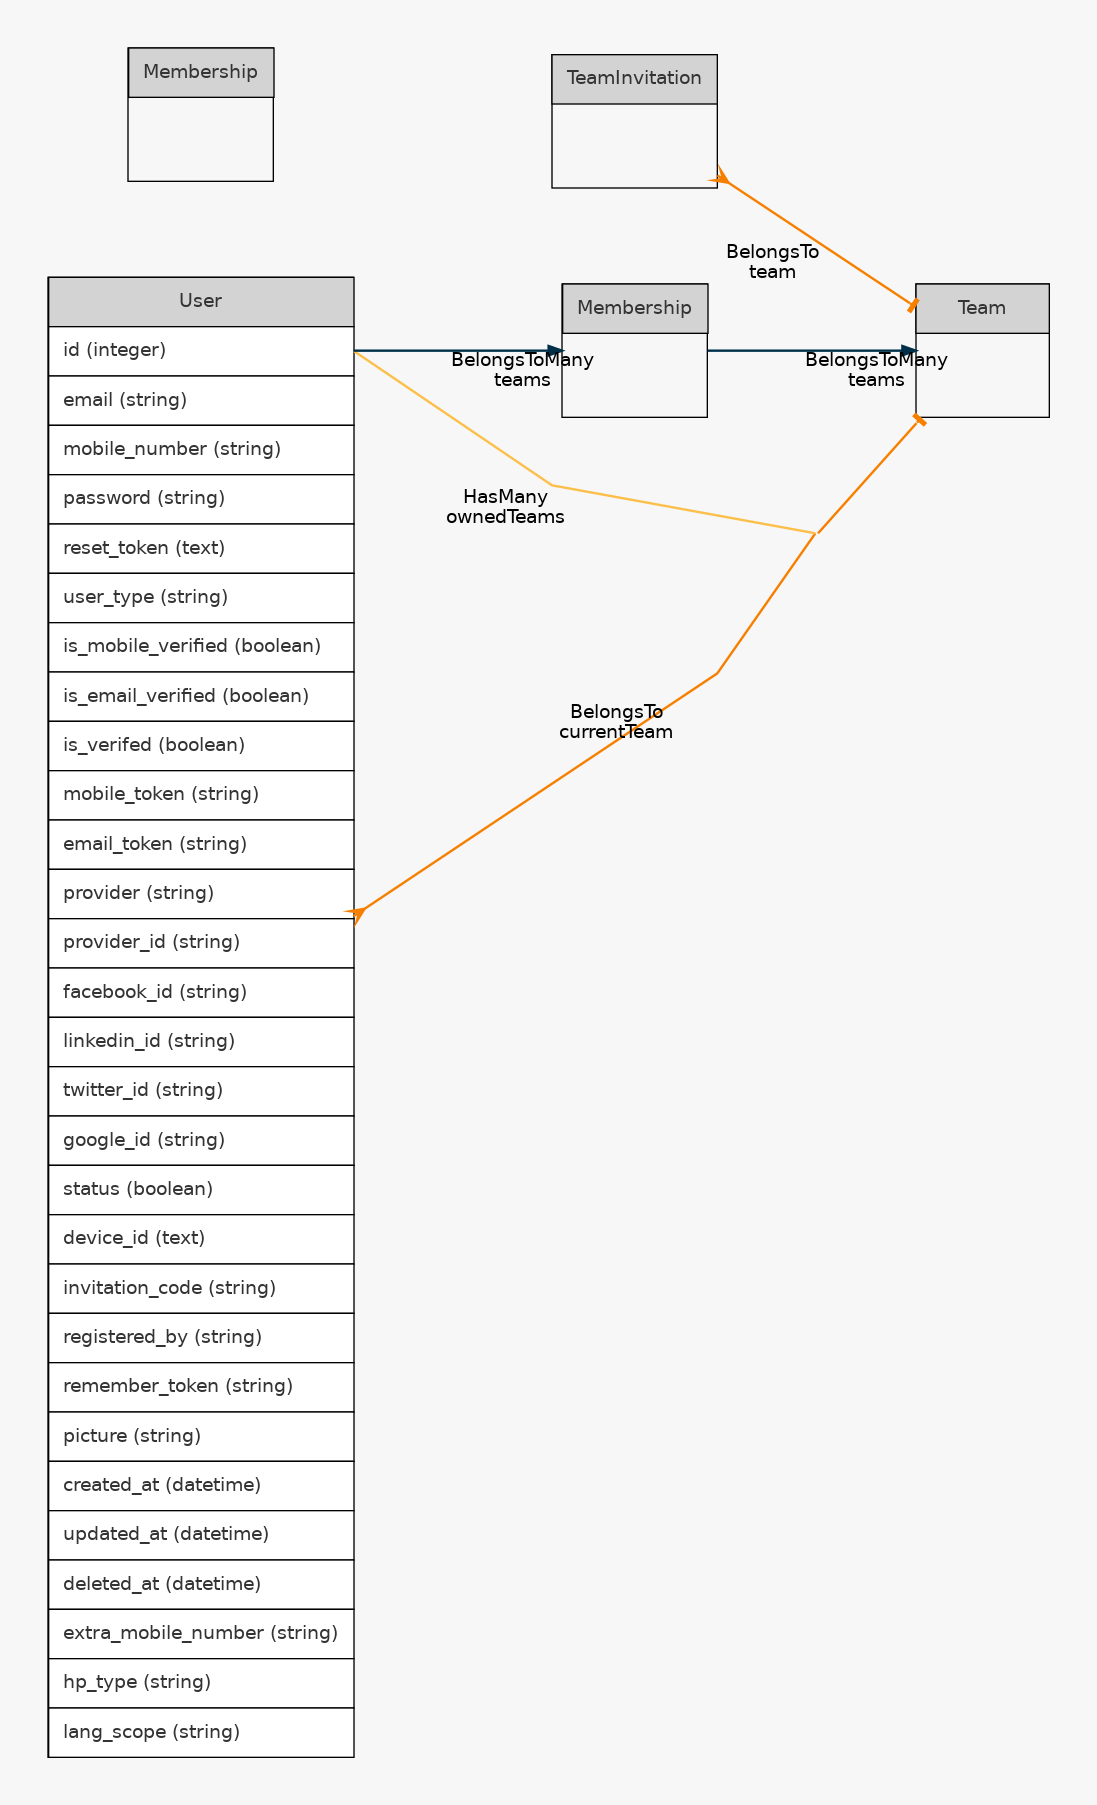 Membership
TeamInvitation
BelongsTo
team
User
id (integer)
email (string)
mobile_number (string)
password (string)
reset_token (text)
user_type (string)
is_mobile_verified (boolean)
is_email_verified (boolean)
is_verifed (boolean)
mobile_token (string)
email_token (string)
provider (string)
provider_id (string)
facebook_id (string)
linkedin_id (string)
twitter_id (string)
google_id (string)
status (boolean)
device_id (text)
invitation_code (string)
registered_by (string)
remember_token (string)
picture (string)
created_at (datetime)
updated_at (datetime)
deleted_at (datetime)
extra_mobile_number (string)
hp_type (string)
lang_scope (string)
BelongsToMany
teams
Membership
BelongsToMany
teams
Team
HasMany
ownedTeams
BelongsTo
currentTeam